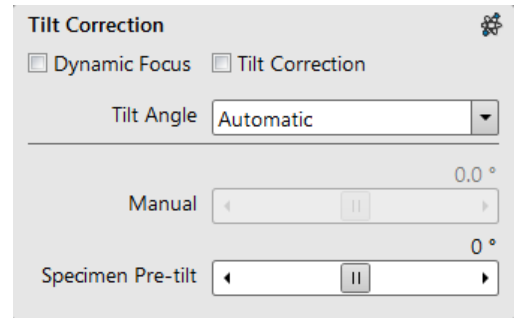 Tilt Correction
Dynamic Focus Tilt Correction
Tilt Angle Automatic
0.0 °
Manual
0 °
Specimen Pre-tilt